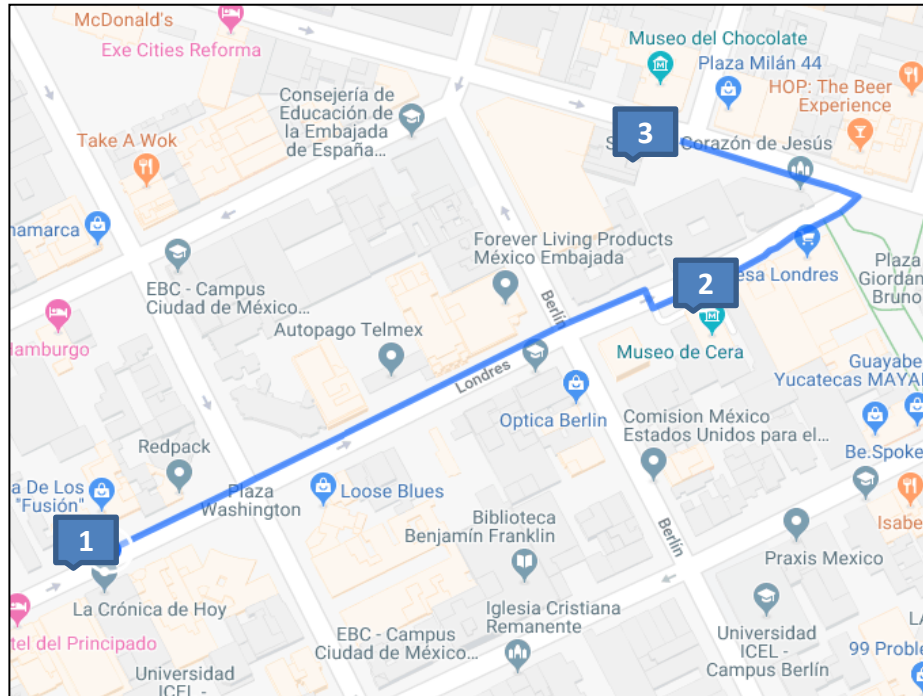 McDonald's
Exe Cities Reforma
Museo del Chocolate
Plaza Milán 44
HOP: The Beer
Experience
Consejería de
Educación de
la Embajada
de España...
Take A Wok
3
S
Corazón de Jesús
namarca
EBC - Campus
Ciudad de México...
Forever Living Products
México Embajada
Berlín
2
esa Londres
Plaza
Giordan
Bruno
Hamburgo
Autopago Telmex
Museo de Cera
Londres
Guayabe
Yucatecas MAYA
Optica Berlin
Comision México
Estados Unidos para el...
Be.Spoke
Redpack
a De Los
"Fusión"
Plaza
Washington
Loose Blues
1
Biblioteca
Benjamín Franklin
Berlín
Isabe
Praxis Mexico
La Crónica de Hoy
tel del Principado
Iglesia Cristiana
Remanente
EBC - Campus
Ciudad de México...
Universidad
ICEL -
Campus Berlín
LA
99 Proble
Universidad
ICEL -